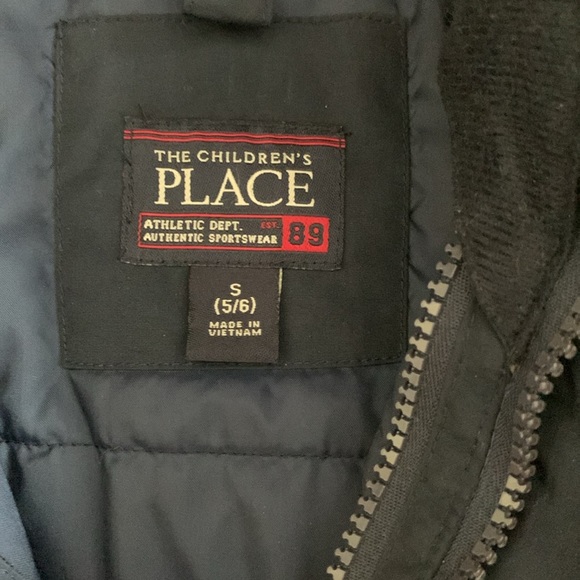 THE CHILDREN'S
PLACE
ATHLETIC DEPT. EST. 89
AUTHENTIC SPORTSWEAR
S
(5/6)
MADE IN
VIETNAM